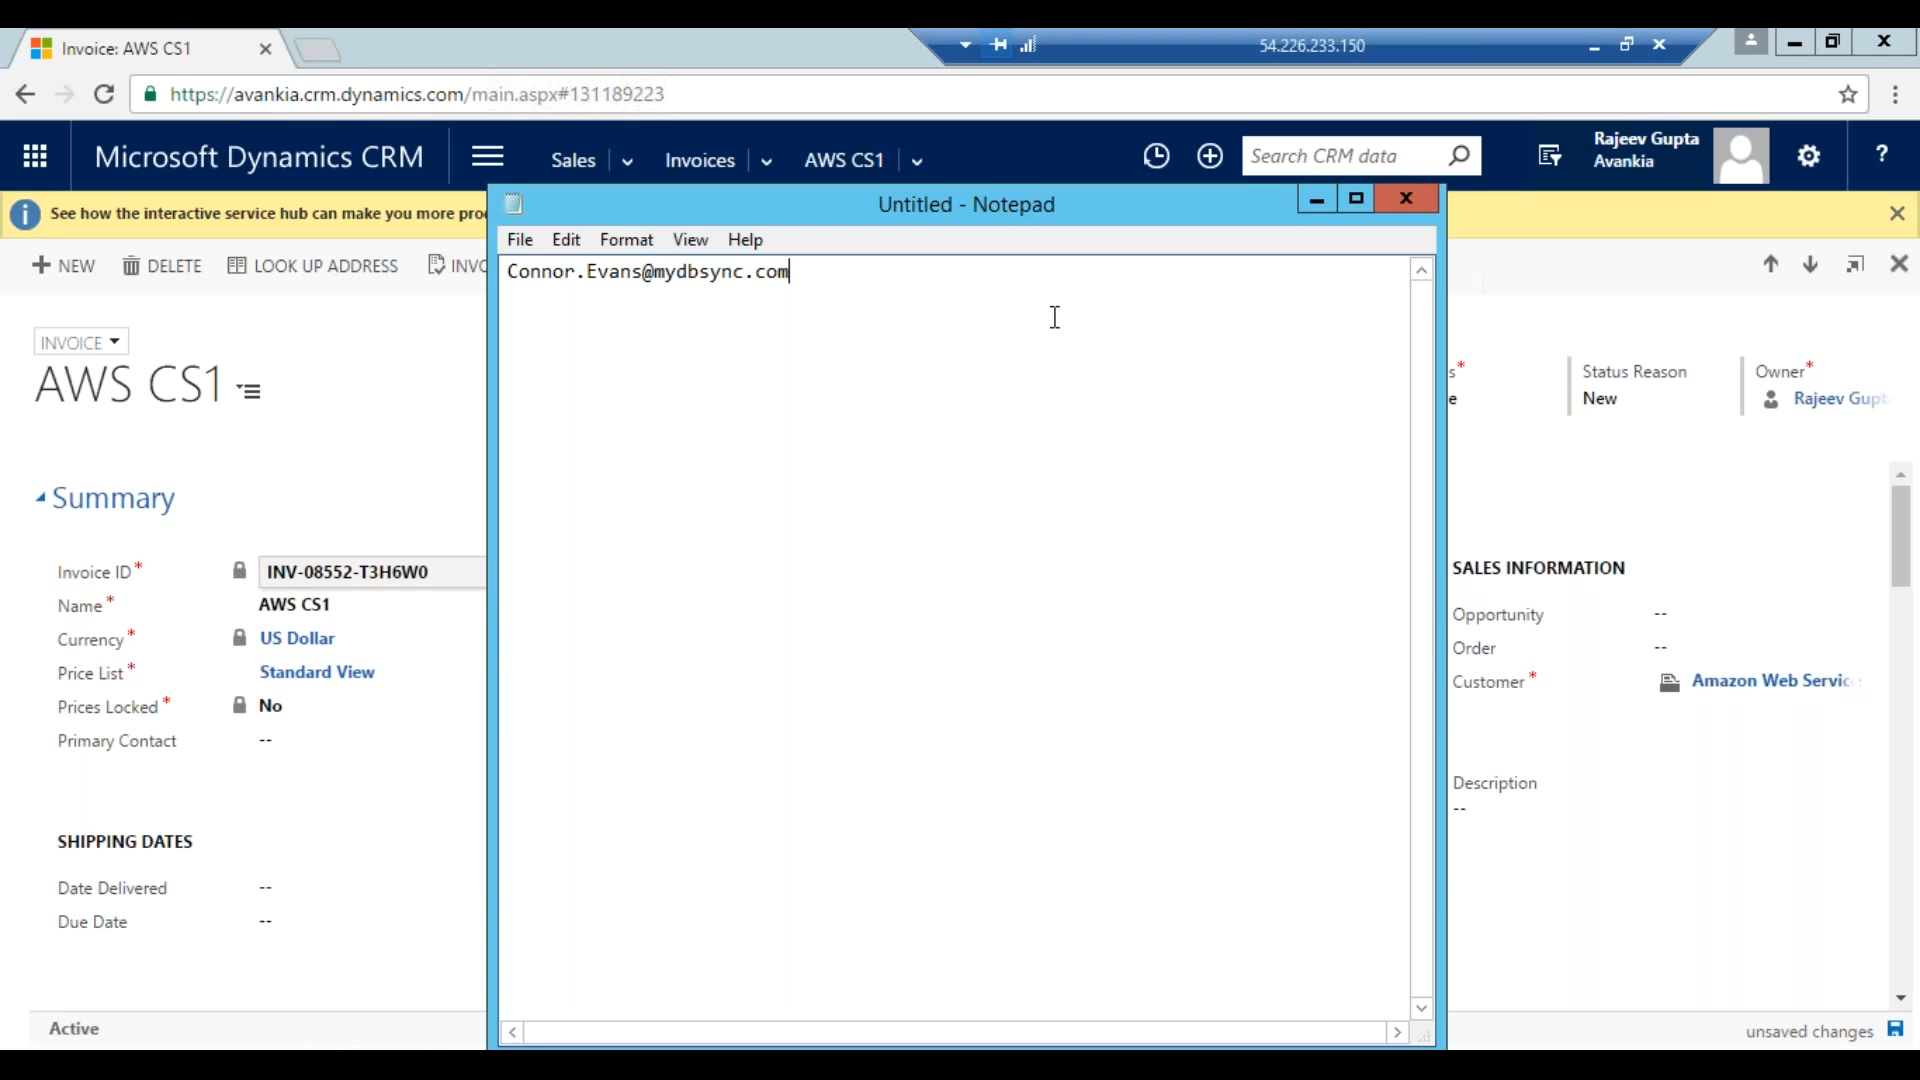 Invoice: AWS CS1
54.226.233.150
https://avankia.crm.dynamics.com/main.aspx#131189223
Microsoft Dynamics CRM
Sales
Invoices
AWS CS1
Search CRM data
Rajeev Gupta
Avankia
?
See how the interactive service hub can make you more
NEW
DELETE
LOOK UP ADDRESS
Untitled - Notepad
File Edit Format View Help
Connor.Evans@mydbsync.com
INVOICE
AWS CS1
Status Reason
New
Owner*
Rajeev
Summary
Invoice ID* INV-08552-T3H6W0
Name* AWS CS1
Currency* US Dollar
Price List* Standard View
Prices Locked* No
Primary Contact --
SHIPPING DATES
Date Delivered --
Due Date --
SALES INFORMATION
Opportunity --
Order --
Customer* Amazon Web
Description
--
Active
unsaved changes